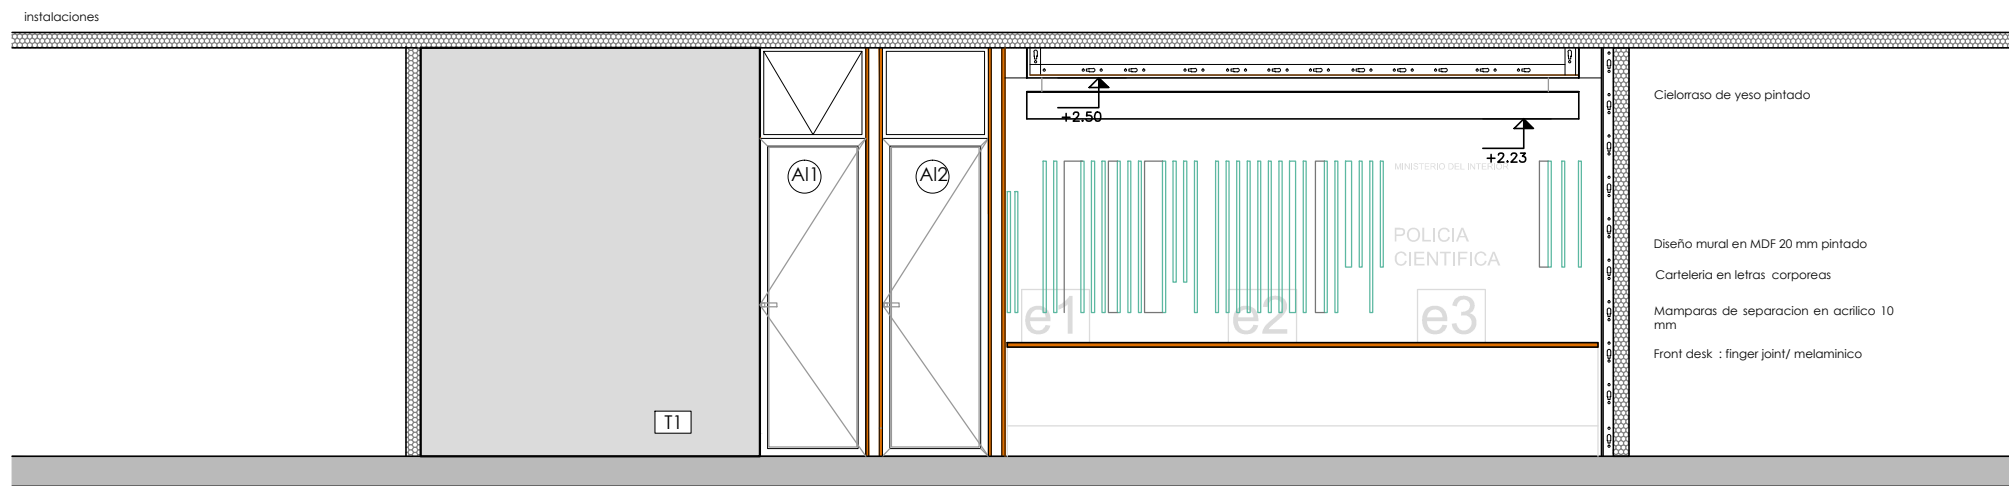 instalaciones
Cielorraso de yeso pintado
+2.50
+2.23
MINISTERIO DEL INTERIOR
AI1
AI2
POLICIA
CIENTIFICA
Diseño mural en MDF 20 mm pintado
Carteleria en letras corporeas
e1
e2
e3
Mamparas de separacion en acrilico 10
mm
Front desk : finger joint/ melaminico
T1